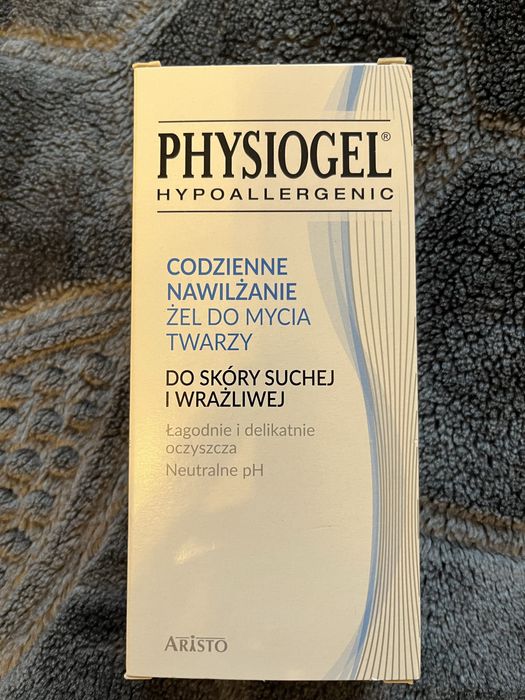 PHYSIOGEL®
HYPOALLERGENIC
CODZIENNE
NAWILŻANIE
ŻEL DO MYCIA
TWARZY
DO SKÓRY SUCHEJ
I WRAŻLIWEJ
Łagodnie i delikatnie
oczyszcza
Neutralne pH
ARISTO